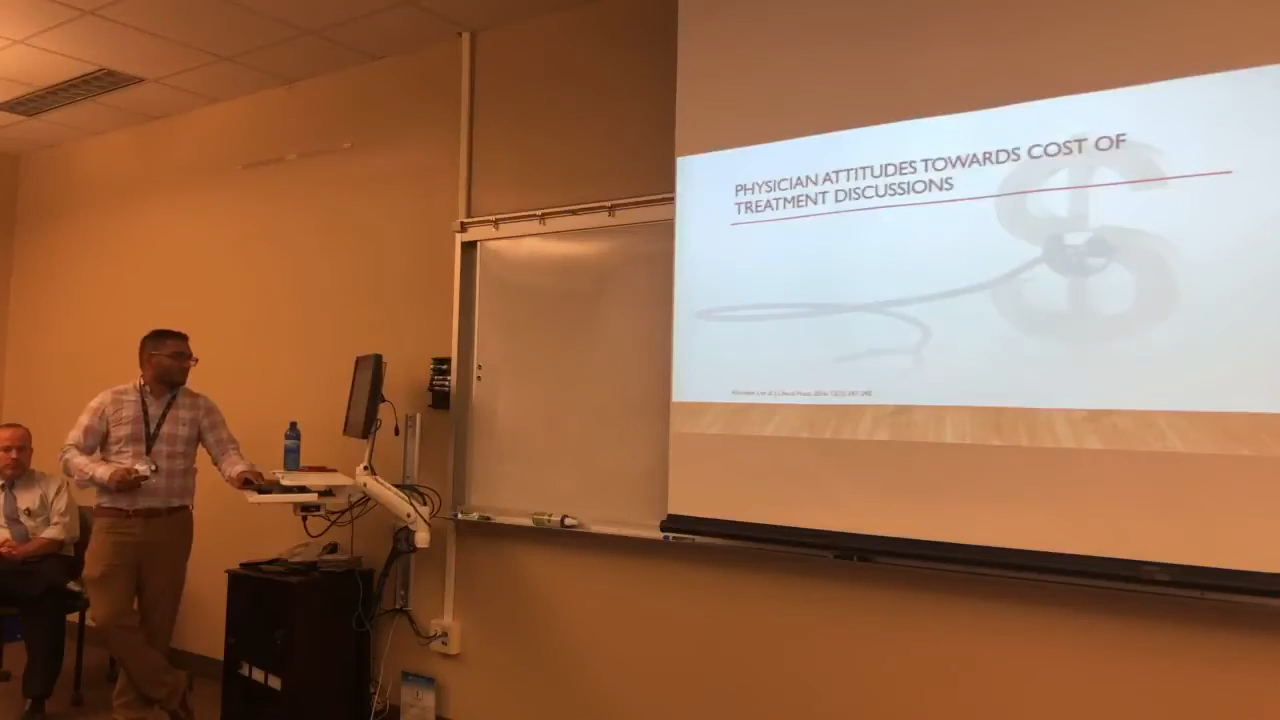 PHYSICIAN ATTITUDES TOWARDS COST OF
TREATMENT DISCUSSIONS